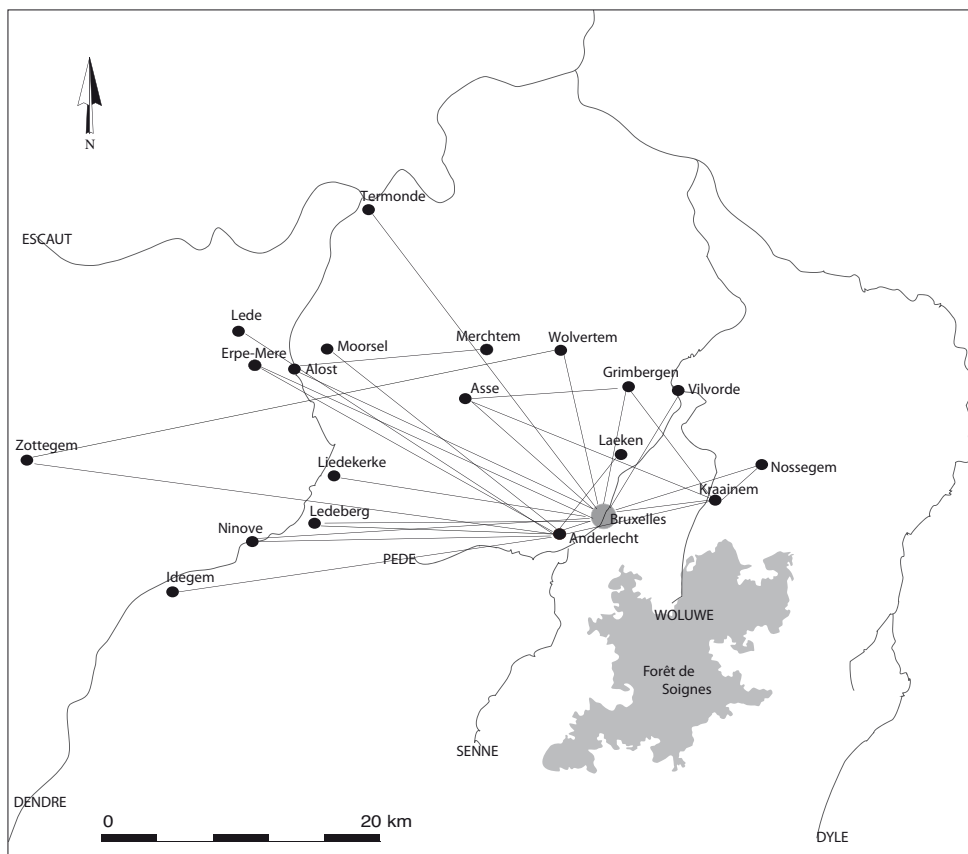 N
Termonde
ESCAUT
Lede
Moorsel
Merchtem
Wolvertem
Erpe-Mere
Alost
Grimbergen
Asse
Vilvorde
Laeken
Zottegem
Liedekerke
Nossegem
Kraainem
Ledeberg
Bruxelles
Ninove
Anderlecht
PEDE
Idegem
WOLUWE
Forêt de
Soignes
SENNE
DENDRE
0
20 km
DYLE